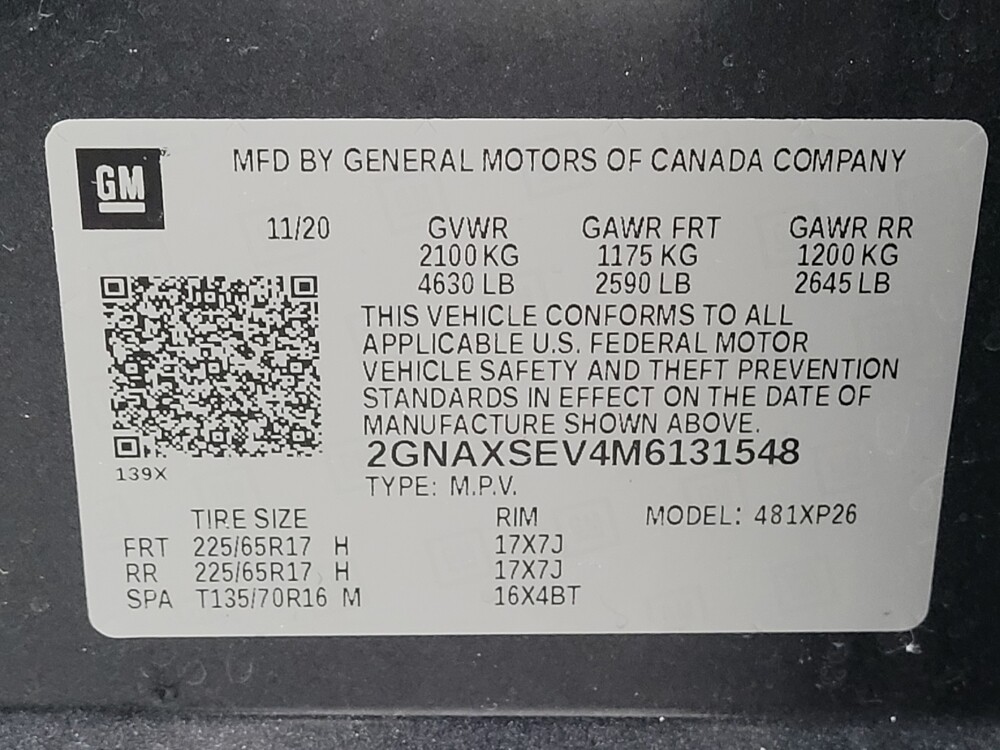 GM
MFD BY GENERAL MOTORS OF CANADA COMPANY
11/20 GVWR GAWR FRT GAWR RR
2100 KG 1175 KG 1200 KG
4630 LB 2590 LB 2645 LB
THIS VEHICLE CONFORMS TO ALL
APPLICABLE U.S. FEDERAL MOTOR
VEHICLE SAFETY AND THEFT PREVENTION
STANDARDS IN EFFECT ON THE DATE OF
MANUFACTURE SHOWN ABOVE.
2GNAXSEV4M6131548
139X
TYPE: M.P.V.
TIRE SIZE RIM MODEL: 481XP26
FRT 225/65R17 H 17X7J
RR 225/65R17 H 17X7J
SPA T135/70R16 M 16X4BT